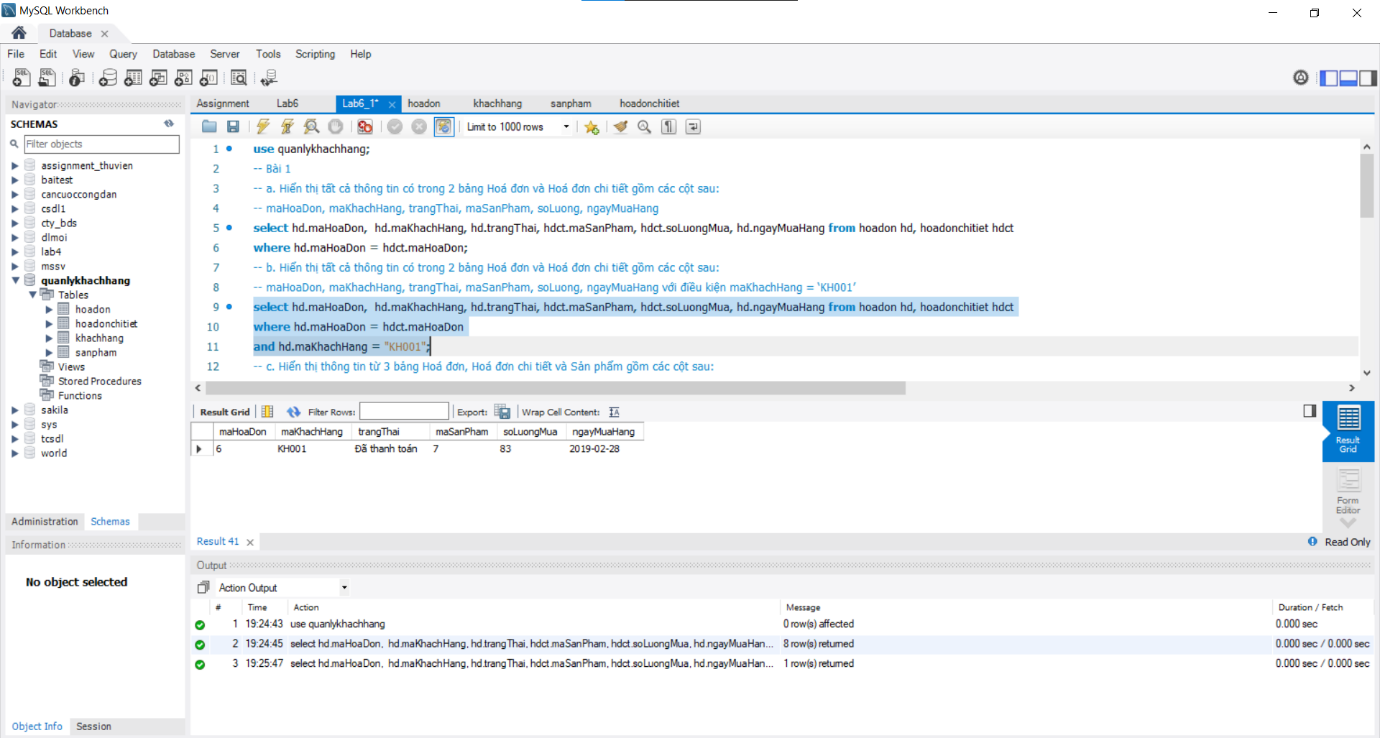 MySQL Workbench
Database
File Edit View Query Database Server Tools Scripting Help
Navigator
SCHEMAS
Filter objects
assignment_thuvien
baitest
cancuoccongdan
csdl1
cty_bds
dlmoi
lab4
mssv
quanlykhachhang
Tables
hoadon
hoadonchitiet
khachhang
sanpham
Views
Stored Procedures
Functions
sakila
sys
tcsdl
world
Administration Schemas
Information
No object selected
Object Info Session
Assignment Lab6 Lab6_1* hoadon khachhang sanpham hoadonchitiet
Limit to 1000 rows
1 use quanlykhachhang;
2 -- Bài 1
3 -- a. Hiển thị tất cả thông tin có trong 2 bảng Hoá đơn và Hoá đơn chi tiết gồm các cột sau:
4 -- maHoaDon, maKhachHang, trangThai, maSanPham, soLuong, ngayMuaHang
5 select hd.maHoaDon, hd.maKhachHang, hd.trangThai, hdct.maSanPham, hdct.soLuongMua, hd.ngayMuaHang from hoadon hd, hoadonchitiet hdct
6 where hd.maHoaDon = hdct.maHoaDon;
7 -- b. Hiển thị tất cả thông tin có trong 2 bảng Hoá đơn và Hoá đơn chi tiết gồm các cột sau:
8 -- maHoaDon, maKhachHang, trangThai, maSanPham, soLuong, ngayMuaHang với điều kiện maKhachHang = ‘KH001’
9 select hd.maHoaDon, hd.maKhachHang, hd.trangThai, hdct.maSanPham, hdct.soLuongMua, hd.ngayMuaHang from hoadon hd, hoadonchitiet hdct
10 where hd.maHoaDon = hdct.maHoaDon
11 and hd.maKhachHang = "KH001";
12 -- c. Hiển thị thông tin từ 3 bảng Hoá đơn, Hoá đơn chi tiết và Sản phẩm gồm các cột sau:
Result Grid Filter Rows: Export: Wrap Cell Content:
maHoaDon maKhachHang trangThai maSanPham soLuongMua ngayMuaHang
6 KH001 Đã thanh toán 7 83 2019-02-28
Result Grid
Form Editor
Result 41
Read Only
Output
Action Output
# Time Action Message Duration / Fetch
1 19:24:43 use quanlykhachhang 0 row(s) affected 0.000 sec
2 19:24:45 select hd.maHoaDon, hd.maKhachHang, hd.trangThai, hdct.maSanPham, hdct.soLuongMua, hd.ngayMuaHan... 8 row(s) returned 0.000 sec / 0.000 sec
3 19:25:47 select hd.maHoaDon, hd.maKhachHang, hd.trangThai, hdct.maSanPham, hdct.soLuongMua, hd.ngayMuaHan... 1 row(s) returned 0.000 sec / 0.000 sec